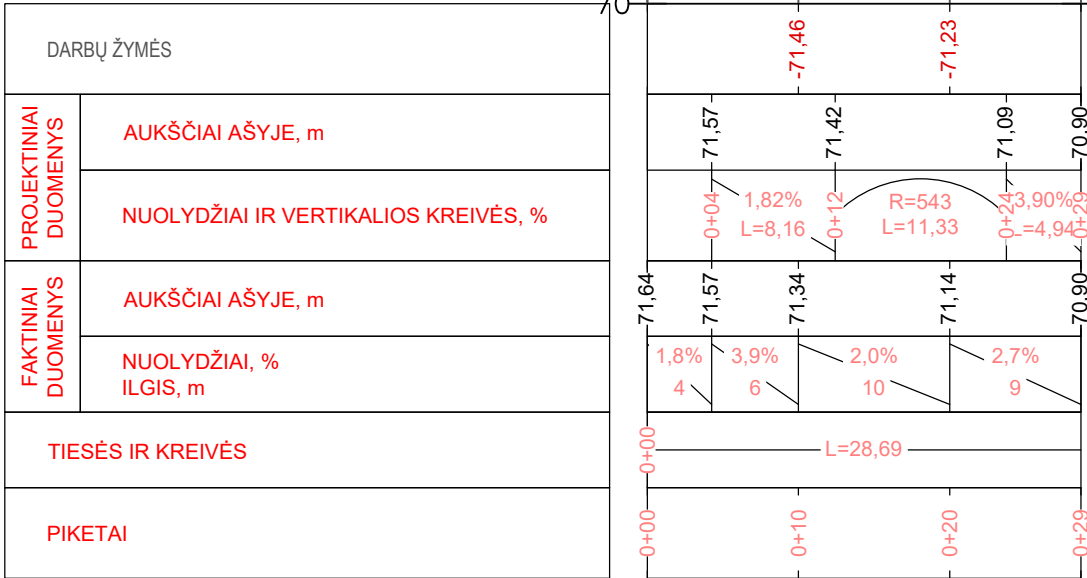 70
DARBŲ ŽYMĖS
-71,46
-71,23
PROJEKTINIAI
DUOMENYS
AUKŠČIAI AŠYJE, m
71,57
71,42
71,09
70,90
NUOLYDŽIAI IR VERTIKALIOS KREIVĖS, %
0+04
1,82%
L=8,16
0+12
R=543
L=11,33
0+24
3,90%
L=4,94
0+29
FAKTINIAI
DUOMENYS
AUKŠČIAI AŠYJE, m
71,64
71,57
71,34
71,14
70,90
NUOLYDŽIAI, %
ILGIS, m
1,8%
4
3,9%
6
2,0%
10
2,7%
9
TIESĖS IR KREIVĖS
0+00
L=28,69
PIKETAI
0+00
0+10
0+20
0+29